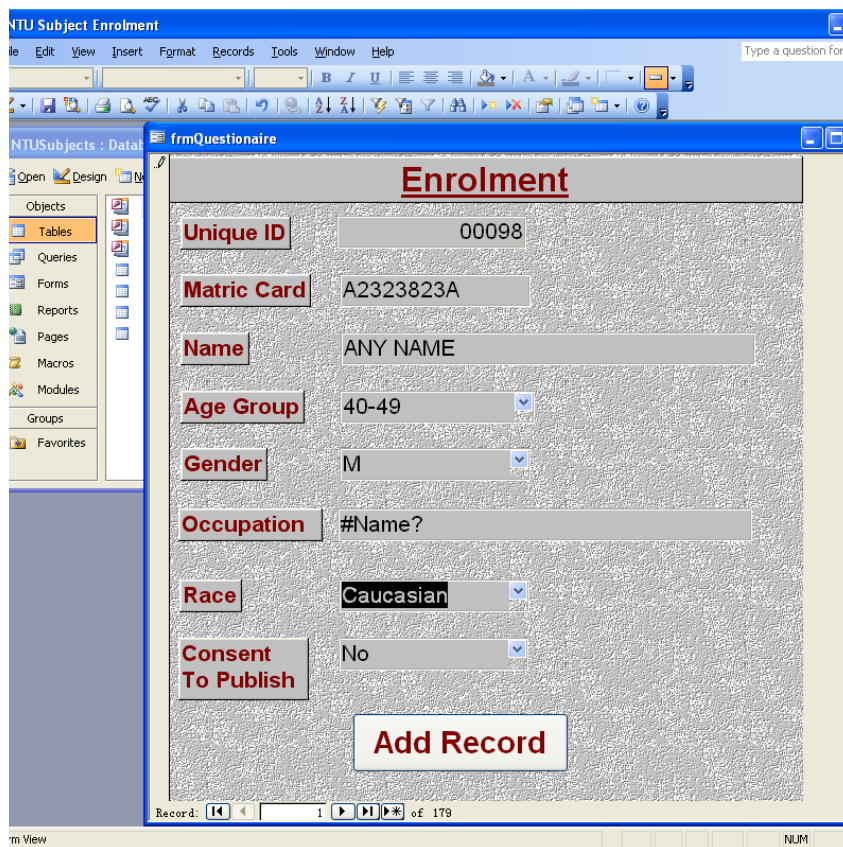 NTU Subject Enrolment
ile Edit View Insert Format Records Tools Window Help Type a question for
B I U A
ABC
NTUSubjects : Datab
Open Design Ne
frmQuestionaire
Objects
Tables
Queries
Forms
Reports
Pages
Macros
Modules
Groups
Favorites
Enrolment
Unique ID 00098
Matric Card A2323823A
Name ANY NAME
Age Group 40-49
Gender M
Occupation #Name?
Race Caucasian
Consent No
To Publish
Add Record
Record: 1 of 179
rm View NUM